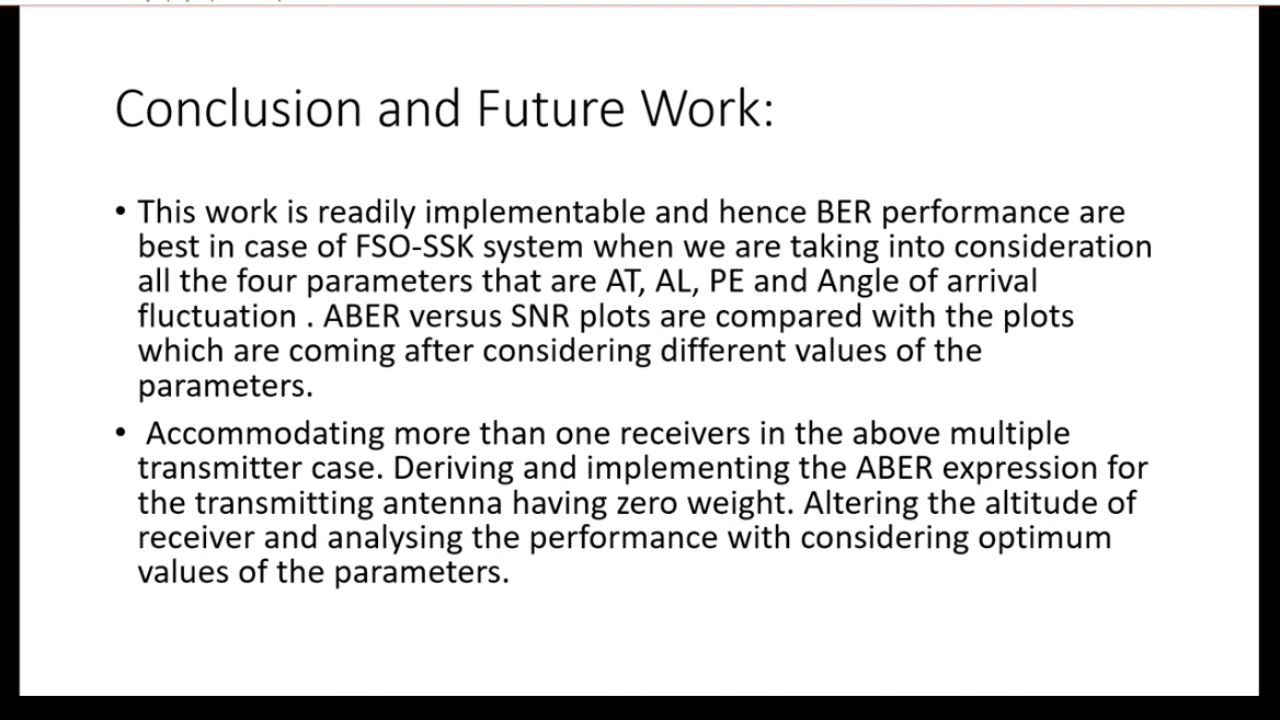 Conclusion and Future Work:
• This work is readily implementable and hence BER performance are
best in case of FSO-SSK system when we are taking into consideration
all the four parameters that are AT, AL, PE and Angle of arrival
fluctuation . ABER versus SNR plots are compared with the plots
which are coming after considering different values of the
parameters.
• Accommodating more than one receivers in the above multiple
transmitter case. Deriving and implementing the ABER expression for
the transmitting antenna having zero weight. Altering the altitude of
receiver and analysing the performance with considering optimum
values of the parameters.